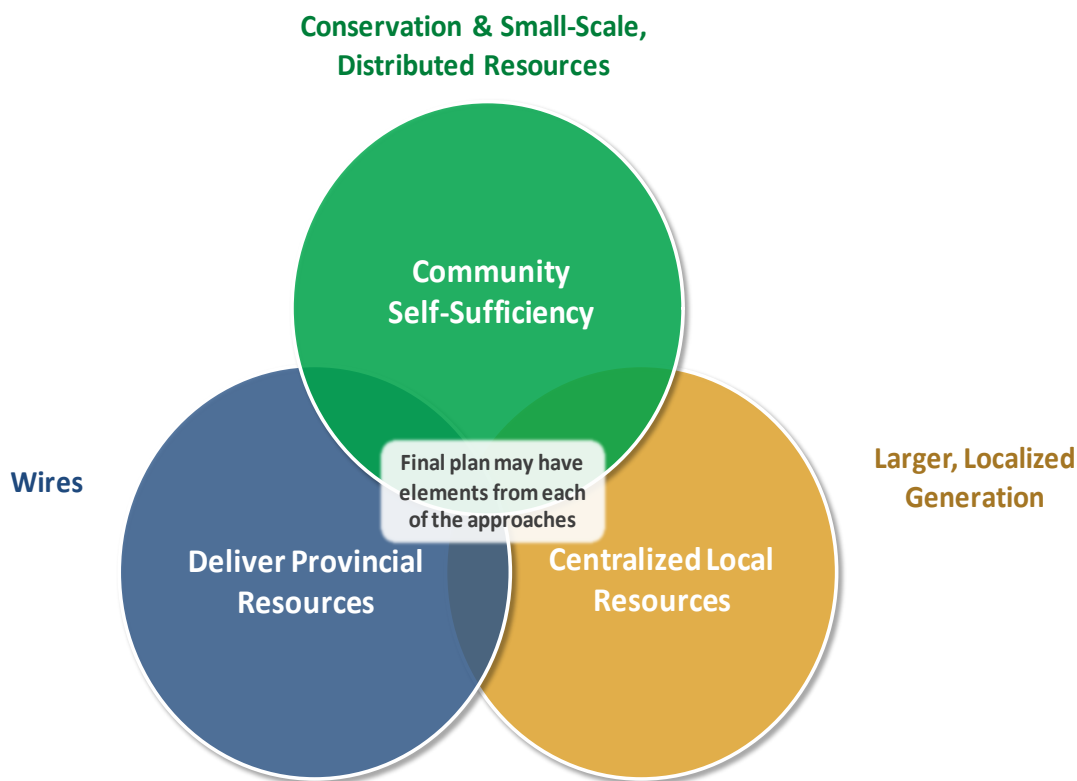 Conservation & Small-Scale,
Distributed Resources
Community
Self-Sufficiency
Wires
Final plan may have
elements from each
of the approaches
Larger, Localized
Generation
Deliver Provincial
Resources
Centralized Local
Resources